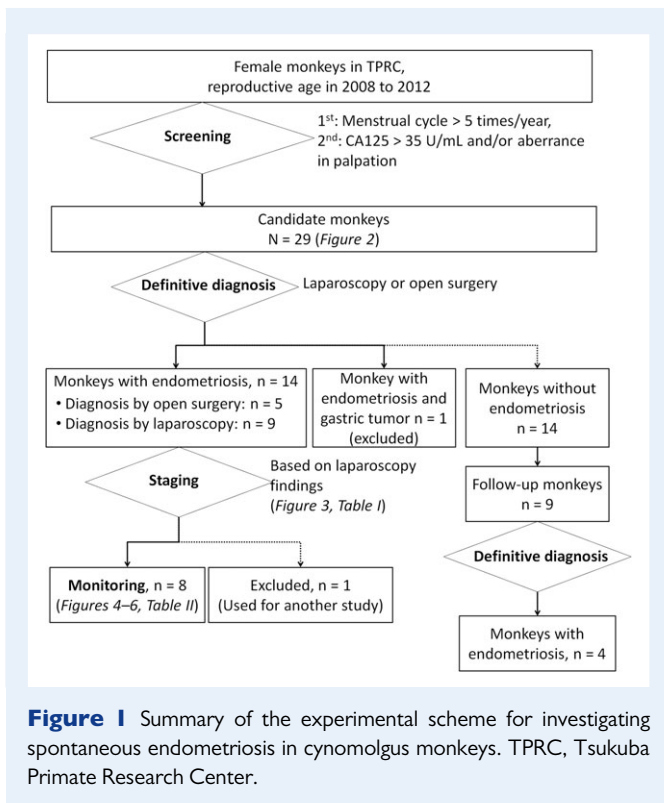 Female monkeys in TPRC,
reproductive age in 2008 to 2012
Screening
1st: Menstrual cycle > 5 times/year,
2nd: CA125 > 35 U/mL and/or aberrance
in palpation
Candidate monkeys
N = 29 (Figure 2)
Definitive diagnosis
Laparoscopy or open surgery
Monkeys with endometriosis, n = 14
• Diagnosis by open surgery: n = 5
• Diagnosis by laparoscopy: n = 9
Monkey with
endometriosis and
gastric tumor n = 1
(excluded)
Monkeys without
endometriosis
n = 14
Staging
Based on laparoscopy
findings
(Figure 3, Table I)
Follow-up monkeys
n = 9
Definitive diagnosis
Monitoring, n = 8
(Figures 4–6, Table II)
Excluded, n = 1
(Used for another study)
Monkeys with
endometriosis, n = 4
Figure 1 Summary of the experimental scheme for investigating
spontaneous endometriosis in cynomolgus monkeys. TPRC, Tsukuba
Primate Research Center.